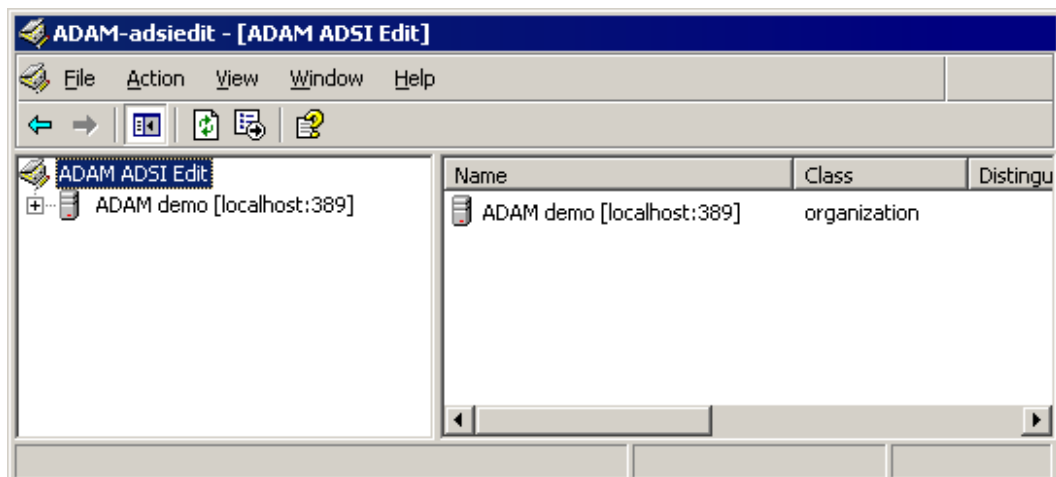 ADAM-adsiedit - [ADAM ADSI Edit]
File Action View Window Help
ADAM ADSI Edit
ADAM demo [localhost:389]
Name Class Distingu
ADAM demo [localhost:389] organization